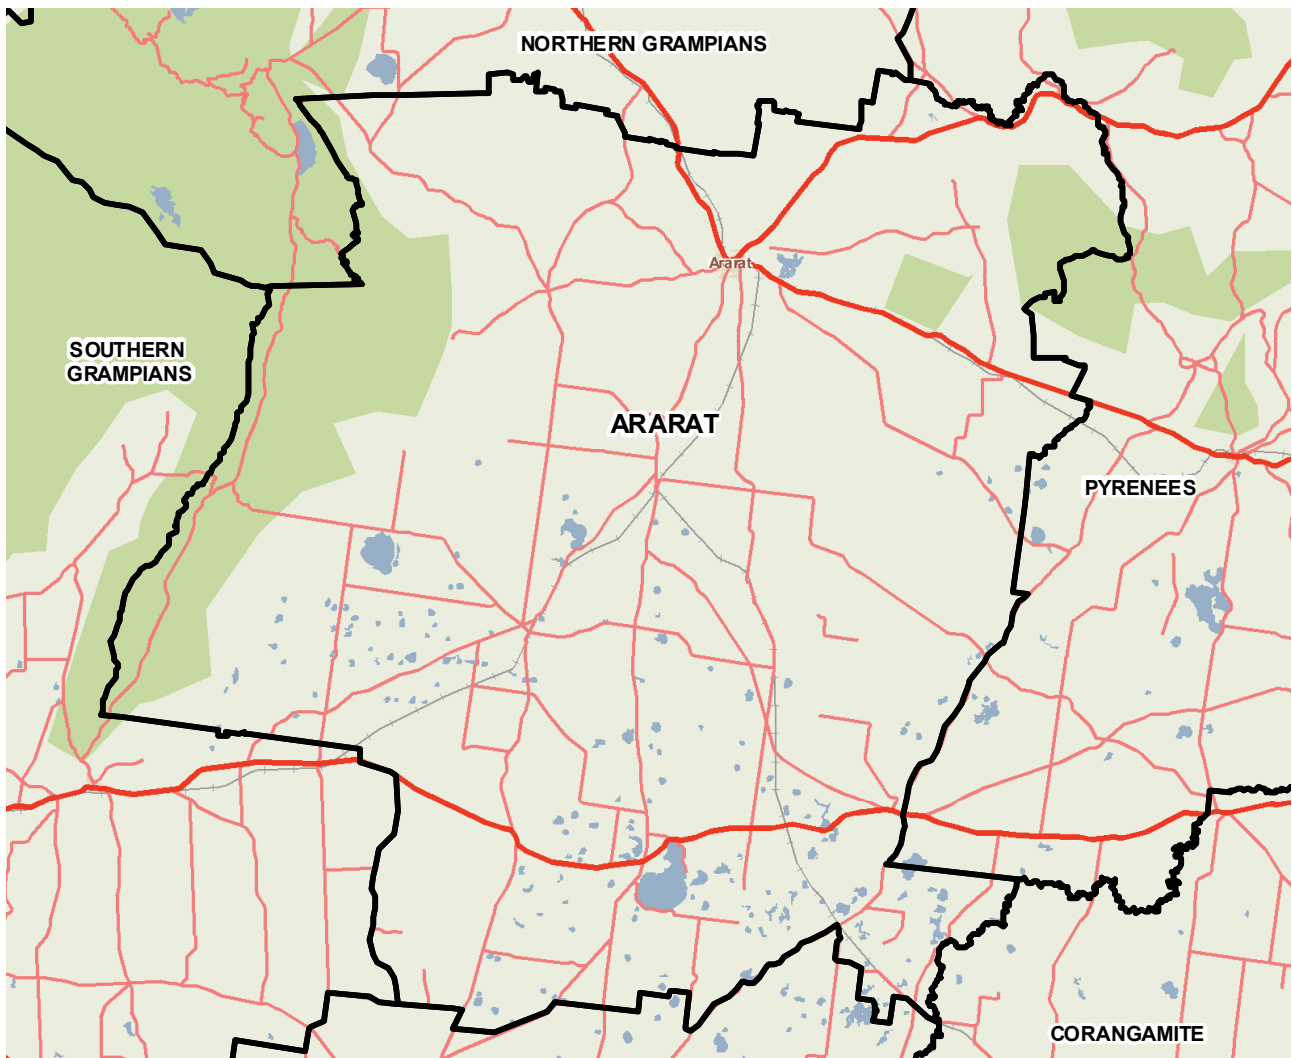 NORTHERN GRAMPIANS
Ararat
SOUTHERN
GRAMPIANS
ARARAT
PYRENEES
CORANGAMITE